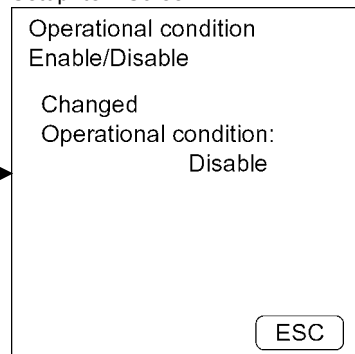 Operational condition
Enable/Disable
Changed
Operational condition:
Disable
ESC